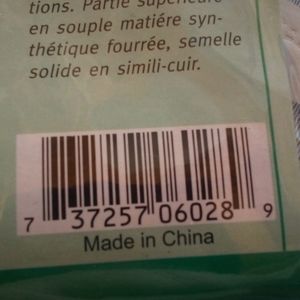 tions. Partie supérieure
en souple matiére syn-
thétique fourrée, semelle
solide en simili-cuir.
7 37257 06028 9
Made in China